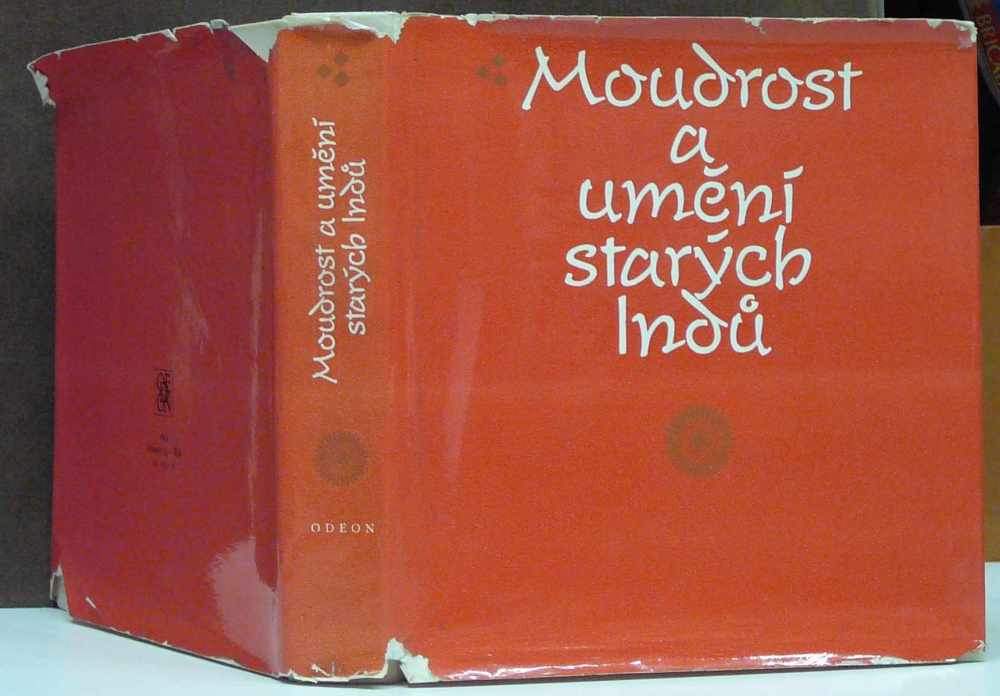 Moudrost
a
umění
starých
Indů
Moudrost a umění
starých Indů
ODEON